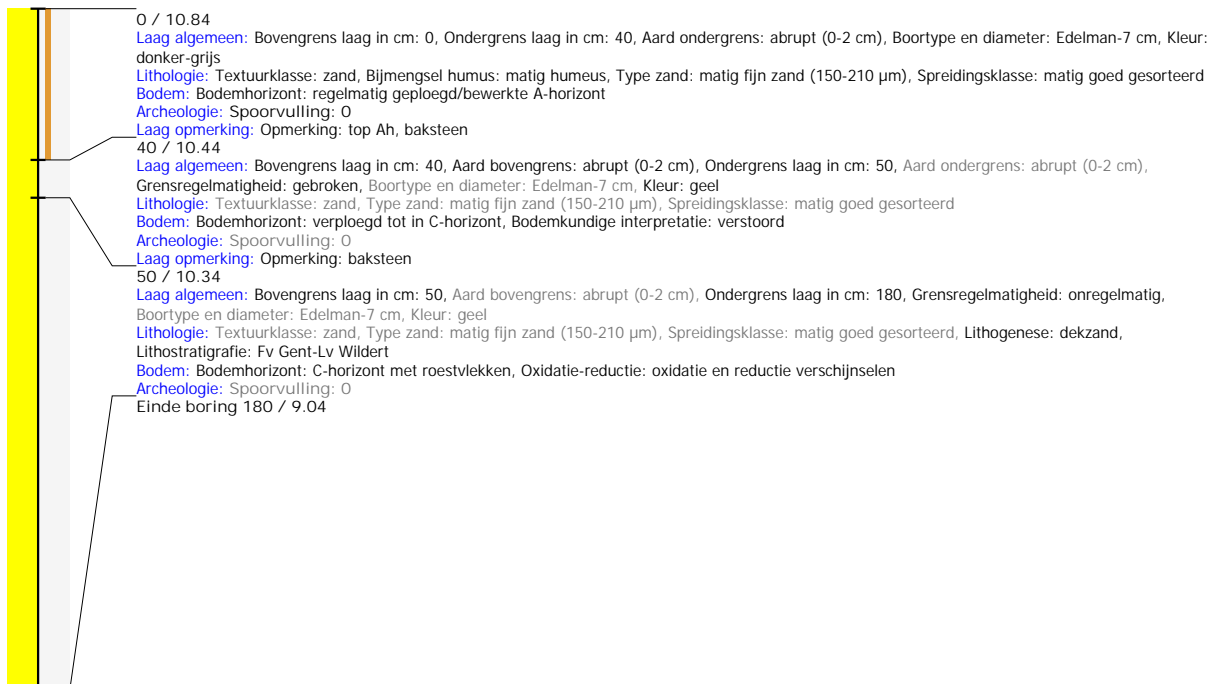 0 / 10.84
Laag algemeen: Bovengrens laag in cm: 0, Ondergrens laag in cm: 40, Aard ondergrens: abrupt (0-2 cm), Boortype en diameter: Edelman-7 cm, Kleur:
donker-grijs
Lithologie: Textuurklasse: zand, Bijmengsel humus: matig humeus, Type zand: matig fijn zand (150-210 µm), Spreidingsklasse: matig goed gesorteerd
Bodem: Bodemhorizont: regelmatig geploegd/bewerkte A-horizont
Archeologie: Spoorvulling: 0
Laag opmerking: Opmerking: top Ah, baksteen
40 / 10.44
Laag algemeen: Bovengrens laag in cm: 40, Aard bovengrens: abrupt (0-2 cm), Ondergrens laag in cm: 50, Aard ondergrens: abrupt (0-2 cm),
Grensregelmatigheid: gebroken, Boortype en diameter: Edelman-7 cm, Kleur: geel
Lithologie: Textuurklasse: zand, Type zand: matig fijn zand (150-210 µm), Spreidingsklasse: matig goed gesorteerd
Bodem: Bodemhorizont: verploegd tot in C-horizont, Bodemkundige interpretatie: verstoord
Archeologie: Spoorvulling: 0
Laag opmerking: Opmerking: baksteen
50 / 10.34
Laag algemeen: Bovengrens laag in cm: 50, Aard bovengrens: abrupt (0-2 cm), Ondergrens laag in cm: 180, Grensregelmatigheid: onregelmatig,
Boortype en diameter: Edelman-7 cm, Kleur: geel
Lithologie: Textuurklasse: zand, Type zand: matig fijn zand (150-210 µm), Spreidingsklasse: matig goed gesorteerd, Lithogenese: dekzand,
Lithostratigrafie: Fv Gent-Lv Wildert
Bodem: Bodemhorizont: C-horizont met roestvlekken, Oxidatie-reductie: oxidatie en reductie verschijnselen
Archeologie: Spoorvulling: 0
Einde boring 180 / 9.04